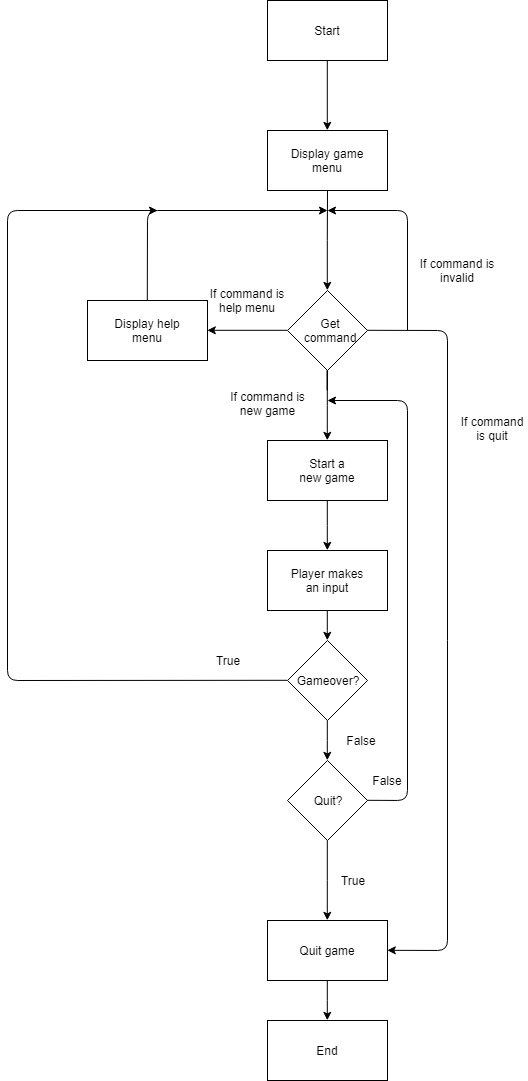 Start
Display game
menu
If command is
invalid
If command is
help menu
Display help
menu
Get
command
If command is
new game
If command
is quit
Start a
new game
Player makes
an input
True
Gameover?
False
False
Quit?
True
Quit game
End